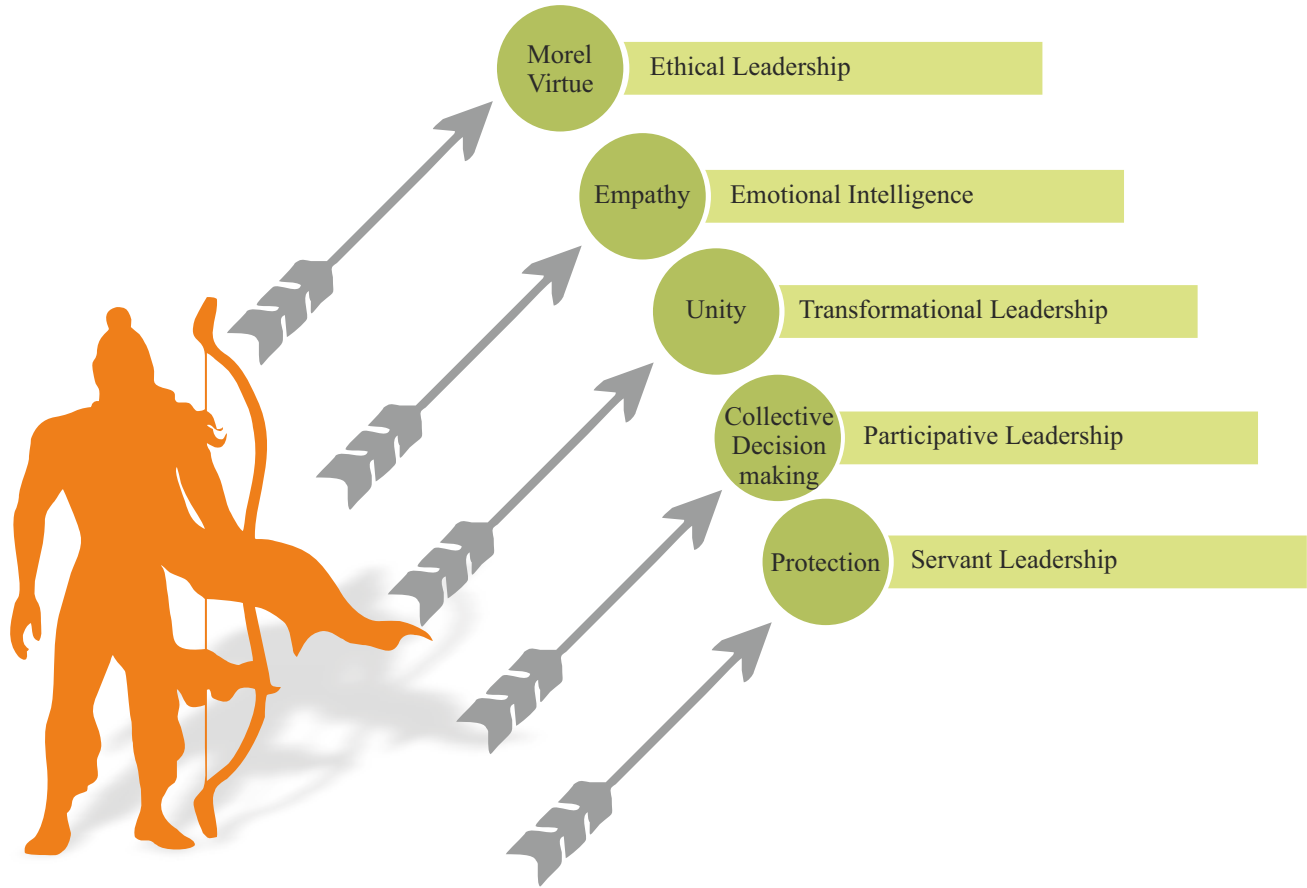 Morel
Virtue
Ethical Leadership
Empathy
Emotional Intelligence
Unity
Transformational Leadership
Collective
Decision
making
Participative Leadership
Protection
Servant Leadership